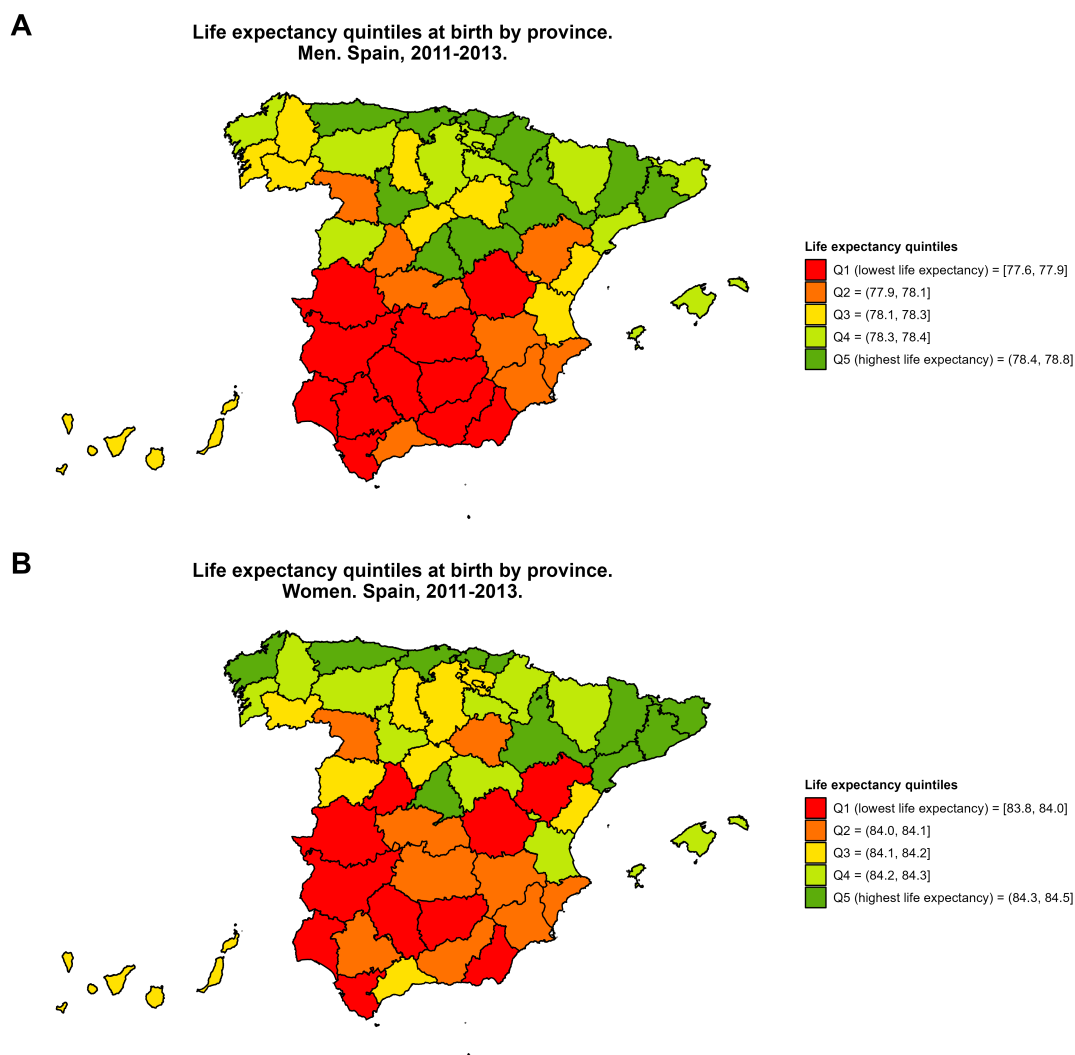 A
Life expectancy quintiles at birth by province.
Men. Spain, 2011-2013.
Life expectancy quintiles
Q1 (lowest life expectancy) = [77.6, 77.9]
Q2 = (77.9, 78.1]
Q3 = (78.1, 78.3]
Q4 = (78.3, 78.4]
Q5 (highest life expectancy) = (78.4, 78.8]
B
Life expectancy quintiles at birth by province.
Women. Spain, 2011-2013.
Life expectancy quintiles
Q1 (lowest life expectancy) = [83.8, 84.0]
Q2 = (84.0, 84.1]
Q3 = (84.1, 84.2]
Q4 = (84.2, 84.3]
Q5 (highest life expectancy) = (84.3, 84.5]